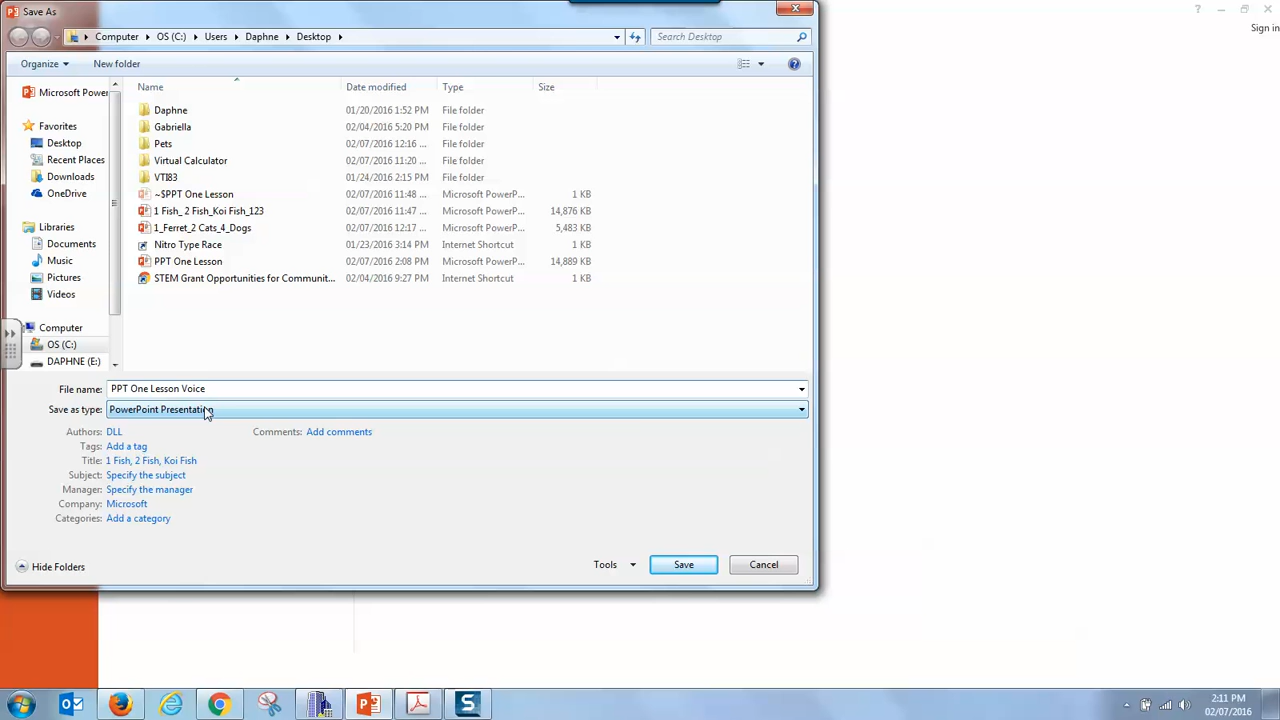 Save As
?
Sign in
Computer OS (C:) Users Daphne Desktop
Search Desktop
Organize
New folder
Name Date modified Type Size
Microsoft Power
Favorites
Desktop
Recent Places
Downloads
OneDrive
Libraries
Documents
Music
Pictures
Videos
Computer
OS (C:)
DAPHNE (E:)
Daphne 01/20/2016 1:52 PM File folder
Gabriella 02/04/2016 5:20 PM File folder
Pets 02/07/2016 12:16 ... File folder
Virtual Calculator 02/07/2016 11:20 ... File folder
VTI83 01/24/2016 2:15 PM File folder
~$PPT One Lesson 02/07/2016 11:48 ... Microsoft PowerP... 1 KB
1 Fish_ 2 Fish_Koi Fish_123 02/07/2016 11:47 ... Microsoft PowerP... 14,876 KB
1_Ferret_2 Cats_4_Dogs 02/07/2016 12:17 ... Microsoft PowerP... 5,483 KB
Nitro Type Race 01/23/2016 3:14 PM Internet Shortcut 1 KB
PPT One Lesson 02/07/2016 2:08 PM Microsoft PowerP... 14,889 KB
STEM Grant Opportunities for Communit... 02/04/2016 9:27 PM Internet Shortcut 1 KB
File name: PPT One Lesson Voice
Save as type: PowerPoint Presentation
Authors: DLL
Comments: Add comments
Tags: Add a tag
Title: 1 Fish, 2 Fish, Koi Fish
Subject: Specify the subject
Manager: Specify the manager
Company: Microsoft
Categories: Add a category
Hide Folders
Tools
Save
Cancel
2:11 PM
02/07/2016